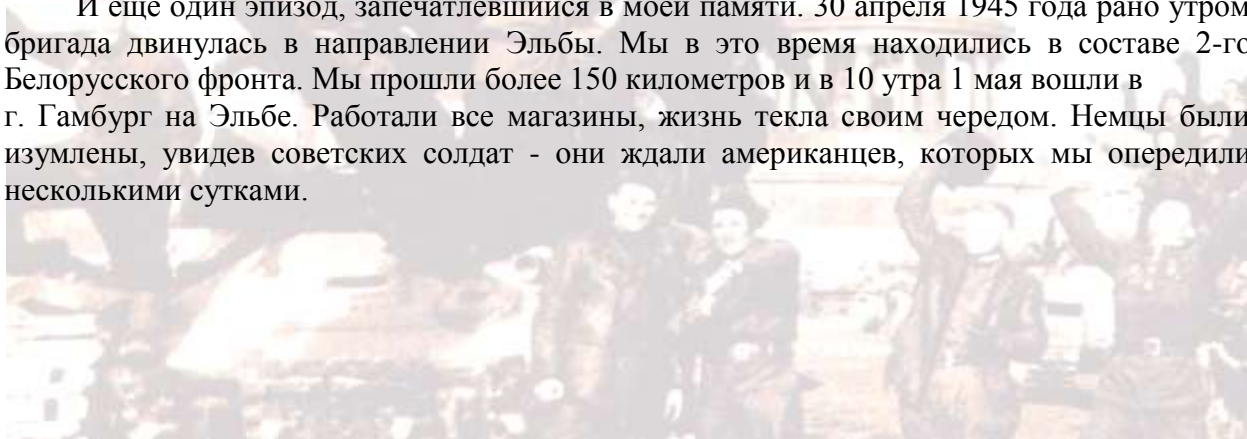 И еще один эпизод, запечатлевшийся в моей памяти. 30 апреля 1945 года рано утром
бригада двинулась в направлении Эльбы. Мы в это время находились в составе 2-го
Белорусского фронта. Мы прошли более 150 километров и в 10 утра 1 мая вошли в
г. Гамбург на Эльбе. Работали все магазины, жизнь текла своим чередом. Немцы были
изумлены, увидев советских солдат - они ждали американцев, которых мы опередили
несколькими сутками.